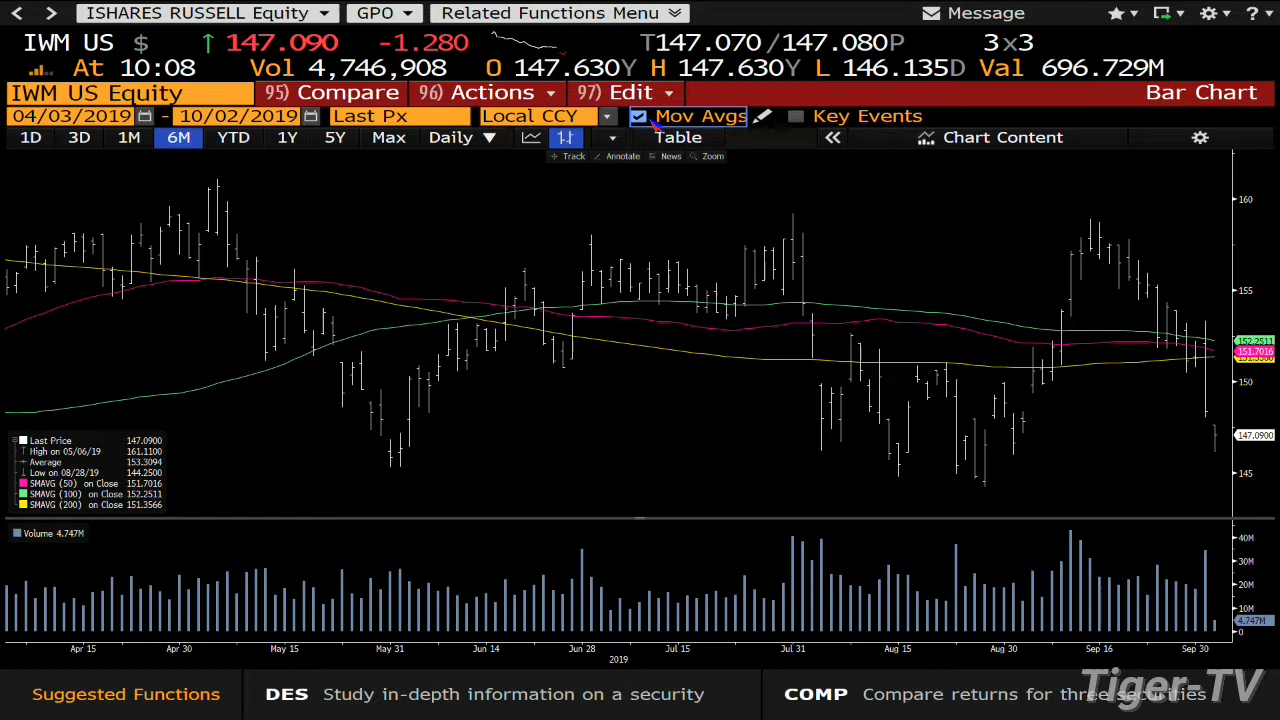 ISHARES RUSSELL Equity GPO Related Functions Menu Message ?
IWM US $ ↑ 147.090 -1.280 T147.070/147.080P 3x3
At 10:08 Vol 4,746,908 O 147.630Y H 147.630Y L 146.135D Val 696.729M
IWM US Equity 95) Compare 96) Actions 97) Edit Bar Chart
04/03/2019 - 10/02/2019 Last Px Local CCY Mov Avgs Key Events
1D 3D 1M 6M YTD 1Y 5Y Max Daily ▼ Table Chart Content
Track Annotate News Zoom
160
155
152.2511
151.7016
150
147.0900
145
Last Price 147.0900
High on 05/06/19 161.1100
Average 153.3094
Low on 08/28/19 144.2500
SMAVG (50) on Close 151.7016
SMAVG (100) on Close 152.2511
SMAVG (200) on Close 151.3566
Volume 4.747M
40M
30M
20M
10M
4.747M
0
Apr 15 Apr 30 May 15 May 31 Jun 14 Jun 28 Jul 15 Jul 31 Aug 15 Aug 30 Sep 16 Sep 30
2019
Suggested Functions DES Study in-depth information on a security COMP Compare returns for three securities
Tiger-TV